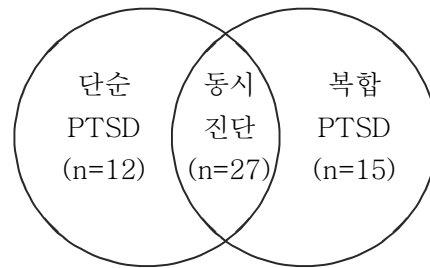 단순
PTSD
(n=12)
동시
진단
(n=27)
복합
PTSD
(n=15)